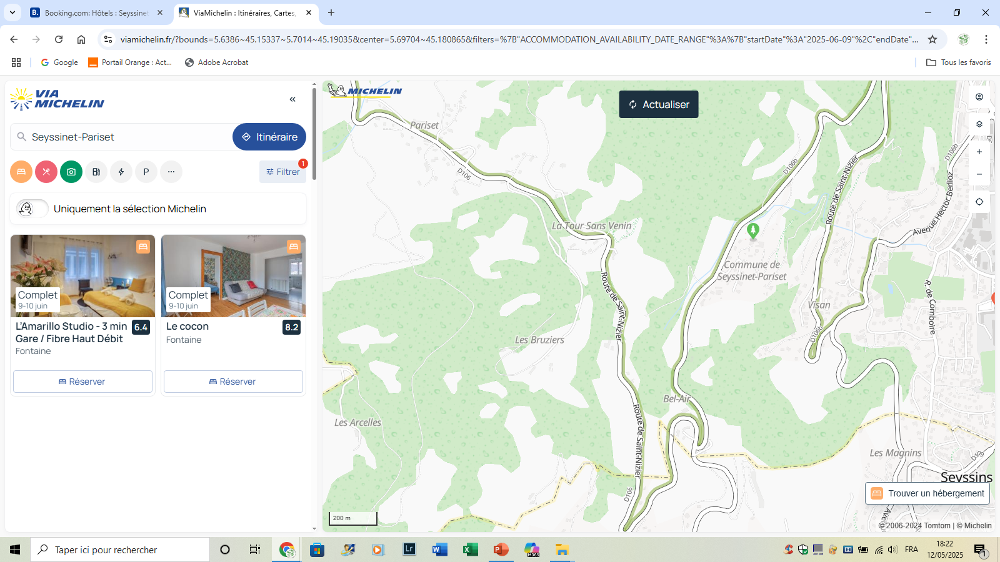 Booking.com: Hôtels : Seyssinet
ViaMichelin : Itinéraires, Cartes,
viamichelin.fr/?bounds=5.6386~45.15337~5.7014~45.19035&center=5.69704~45.180865&filters=%7B"ACCOMMODATION_AVAILABILITY_DATE_RANGE"%3A%7B"startDate"%3A"2025-06-09"%2C"endDate"...
Google
Portail Orange : Act...
Adobe Acrobat
Tous les favoris
VIA
MICHELIN
Seyssinet-Pariset
Itinéraire
P
...
Filtrer
1
Uniquement la sélection Michelin
Complet
9-10 juin
L'Amarillo Studio - 3 min
Gare / Fibre Haut Débit
6.4
Fontaine
Réserver
Complet
9-10 juin
Le cocon
8.2
Fontaine
Réserver
MICHELIN
Actualiser
Pariset
D106
La Tour Sans Venin
D106b
Route de Saint-Nizier
D106b
Avenue Hector Berlioz
Commune de
Seyssinet-Pariset
Route de Saint-Nizier
Visan
R. de Comboire
D106b
Les Bruziers
Bel-Air
Les Arcelles
Route de Saint-Nizier
Les Magnins
D109
Seyssins
D106
Trouver un hébergement
200 m
© 2006-2024 Tomtom | © Michelin
Taper ici pour rechercher
FRA
18:22
12/05/2025
1